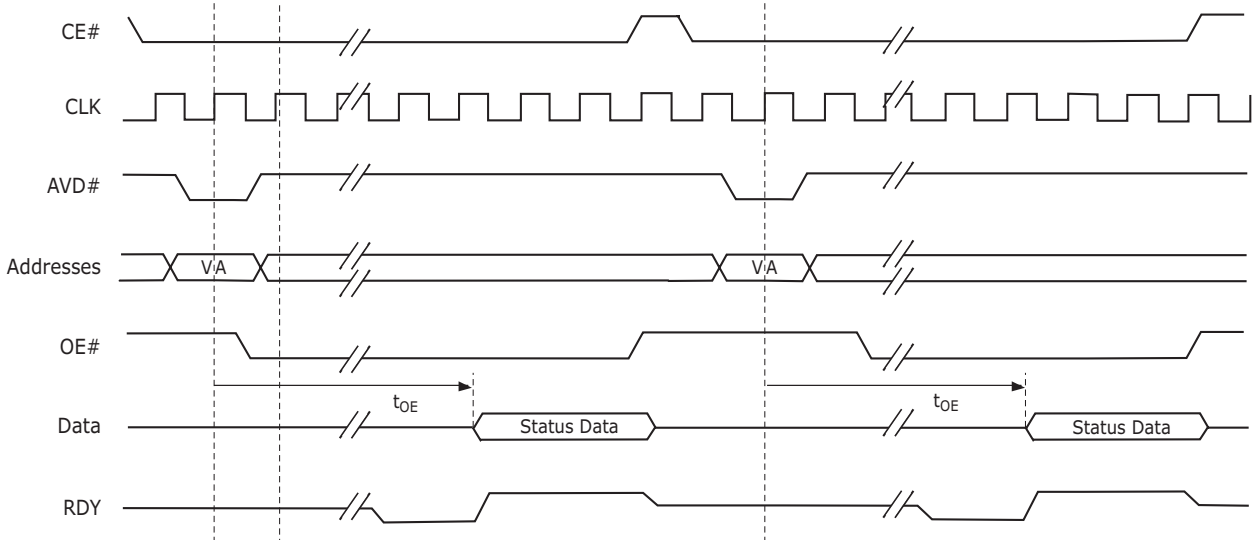 CE#
CLK
AVD#
Addresses
VA
VA
OE#
tOE
tOE
Data
Status Data
Status Data
RDY